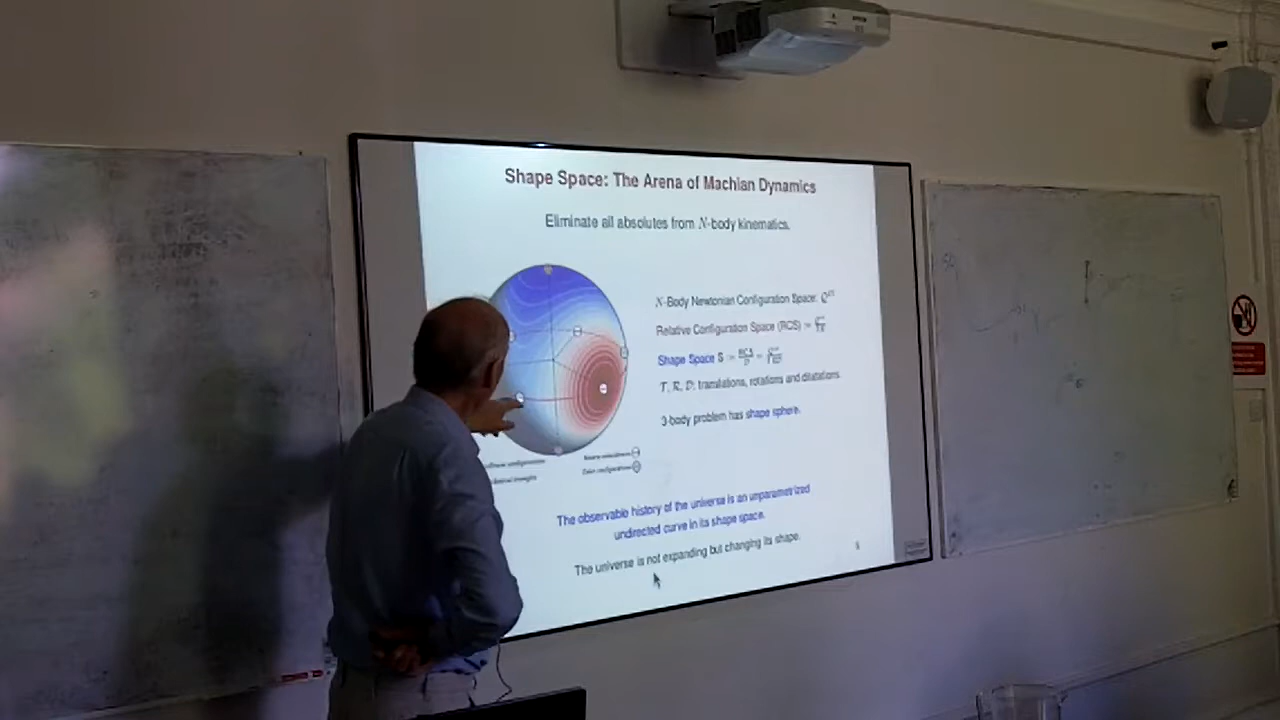 Shape Space: The Arena of Machian Dynamics
Eliminate all absolutes from N-body kinematics.
N-Body Newtonian Configuration Space:
Relative Configuration Space (RCS) :=
Shape Space S :=
T, R, D: translations, rotations and dilatations.
3-body problem has shape sphere.
The observable history of the universe is an unparametrized
undirected curve in its shape space.
The universe is not expanding but changing its shape.
EPSON